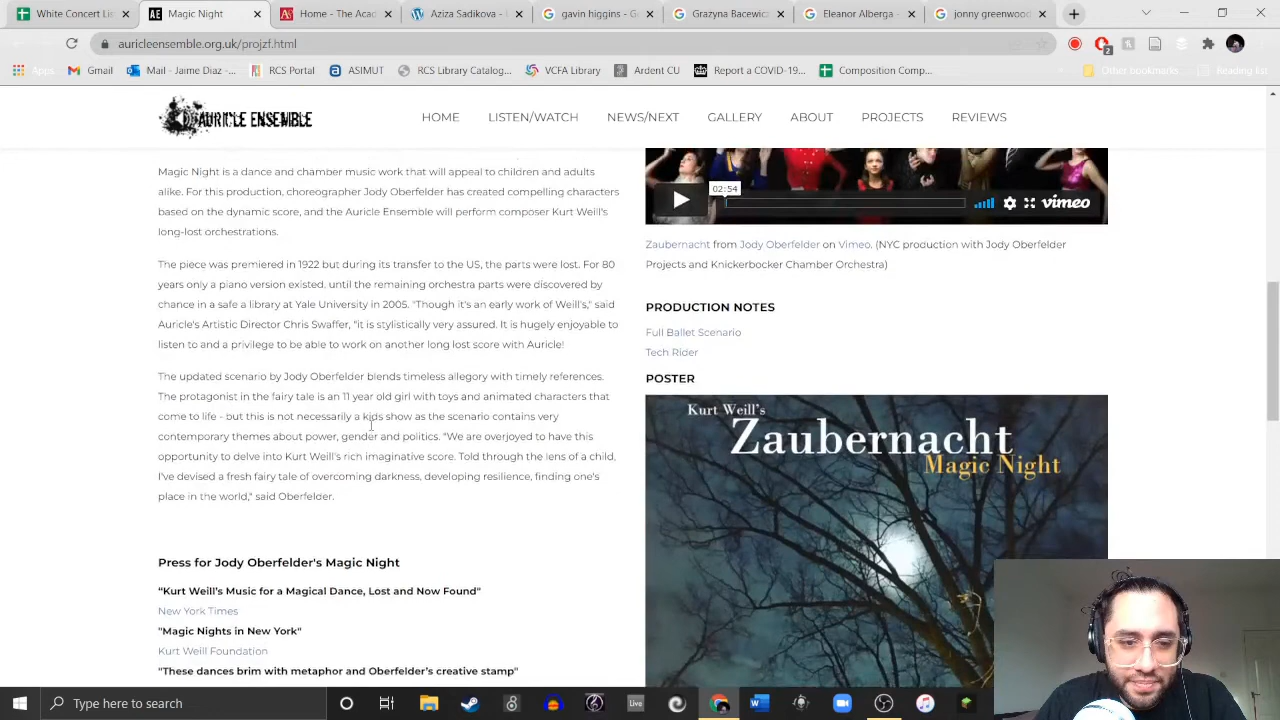 White Concert List -
Magic Night
Home - The Acade
Aziza Sadikova - L
gavin higgins - Go
Grazyna Bacewicz
Eleanor Alberga -
jonny greenwood
auricleensemble.org.uk/projzf.html
2
Apps
Gmail
Mail - Jaime Diaz -...
RCS Portal
ASIMUT
RCS Library Catalog...
VCFA Library
Ardent CU
Report a COVID-19...
Composition Comp...
Other bookmarks
Reading list
AURICLE ENSEMBLE
HOME
LISTEN/WATCH
NEWS/NEXT
GALLERY
ABOUT
PROJECTS
REVIEWS
Magic Night is a dance and chamber music work that will appeal to children and adults
alike. For this production, choreographer Jody Oberfelder has created compelling characters
based on the dynamic score, and the Auricle Ensemble will perform composer Kurt Weill's
long-lost orchestrations.
The piece was premiered in 1922 but during its transfer to the US, the parts were lost. For 80
years only a piano version existed, until the remaining orchestra parts were discovered by
chance in a safe a library at Yale University in 2005. "Though it's an early work of Weill's," said
Auricle's Artistic Director Chris Swaffer, "it is stylistically very assured. It is hugely enjoyable to
listen to and a privilege to be able to work on another long lost score with Auricle!
The updated scenario by Jody Oberfelder blends timeless allegory with timely references.
The protagonist in the fairy tale is an 11 year old girl with toys and animated characters that
come to life - but this is not necessarily a kids show as the scenario contains very
contemporary themes about power, gender and politics. "We are overjoyed to have this
opportunity to delve into Kurt Weill's rich imaginative score. Told through the lens of a child,
I've devised a fresh fairy tale of overcoming darkness, developing resilience, finding one's
place in the world," said Oberfelder.
Press for Jody Oberfelder's Magic Night
"Kurt Weill's Music for a Magical Dance, Lost and Now Found"
New York Times
"Magic Nights in New York"
Kurt Weill Foundation
"These dances brim with metaphor and Oberfelder's creative stamp"
02:54
vimeo
Zaubernacht from Jody Oberfelder on Vimeo. (NYC production with Jody Oberfelder
Projects and Knickerbocker Chamber Orchestra)
PRODUCTION NOTES
Full Ballet Scenario
Tech Rider
POSTER
Kurt Weill's
Zaubernacht
Magic Night
Type here to search
Live